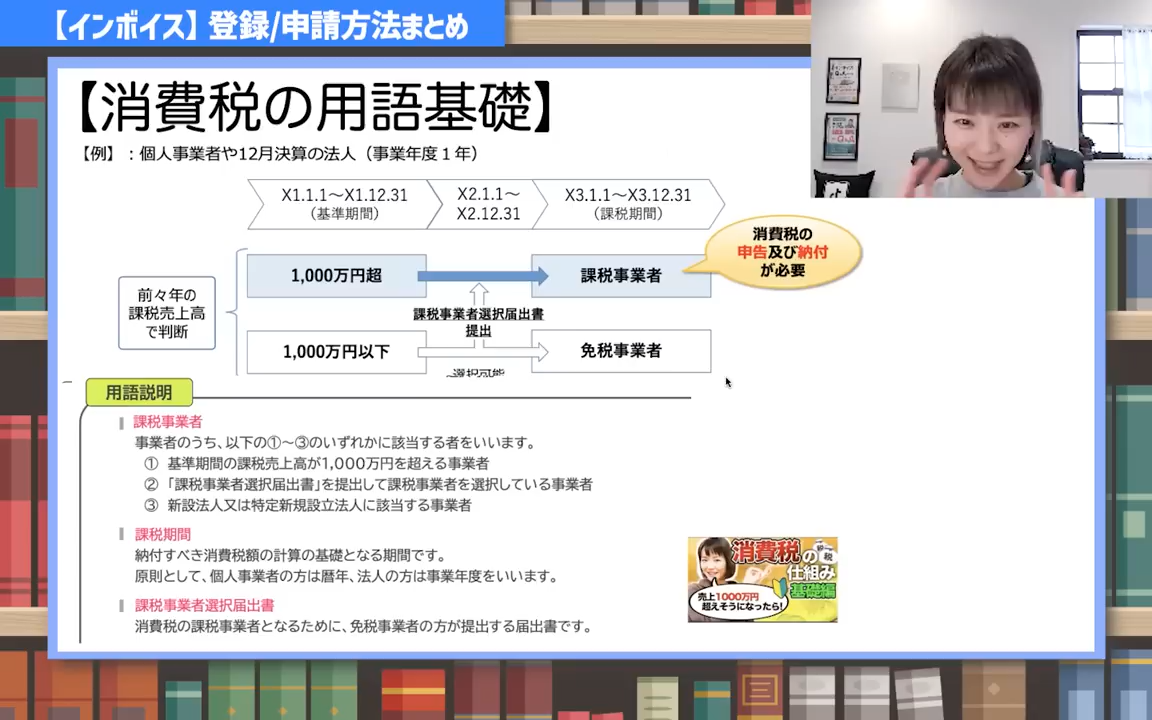 【インボイス】登録/申請方法まとめ
【消費税の用語基礎】
【例】：個人事業者や12月決算の法人（事業年度１年）
X1.1.1～X1.12.31
（基準期間）
X2.1.1～
X2.12.31
X3.1.1～X3.12.31
（課税期間）
消費税の
申告及び納付
が必要
前々年の
課税売上高
で判断
1,000万円超
課税事業者
課税事業者選択届出書
提出
1,000万円以下
免税事業者
選択可能
用語説明
課税事業者
事業者のうち、以下の①～③のいずれかに該当する者をいいます。
① 基準期間の課税売上高が1,000万円を超える事業者
② 「課税事業者選択届出書」を提出して課税事業者を選択している事業者
③ 新設法人又は特定新規設立法人に該当する事業者
課税期間
納付すべき消費税額の計算の基礎となる期間です。
原則として、個人事業者の方は暦年、法人の方は事業年度をいいます。
課税事業者選択届出書
消費税の課税事業者となるために、免税事業者の方が提出する届出書です。
消費税の
仕組み
基礎編
売上1000万円
超えそうになったら!